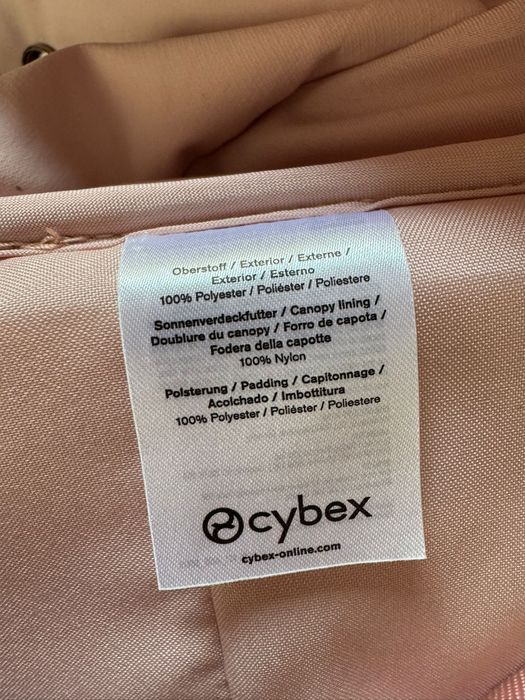 Oberstoff / Exterior / Externe /
Exterior / Esterno
100% Polyester / Poliéster / Poliestere
Sonnenverdackfutter / Canopy lining /
Doublure du canopy / Forro de capota /
Fodera della capotte
100% Nylon
Polsterung / Padding / Capitonnage /
Acolchado / Imbottitura
100% Polyester / Poliéster / Poliestere
cybex
cybex-online.com